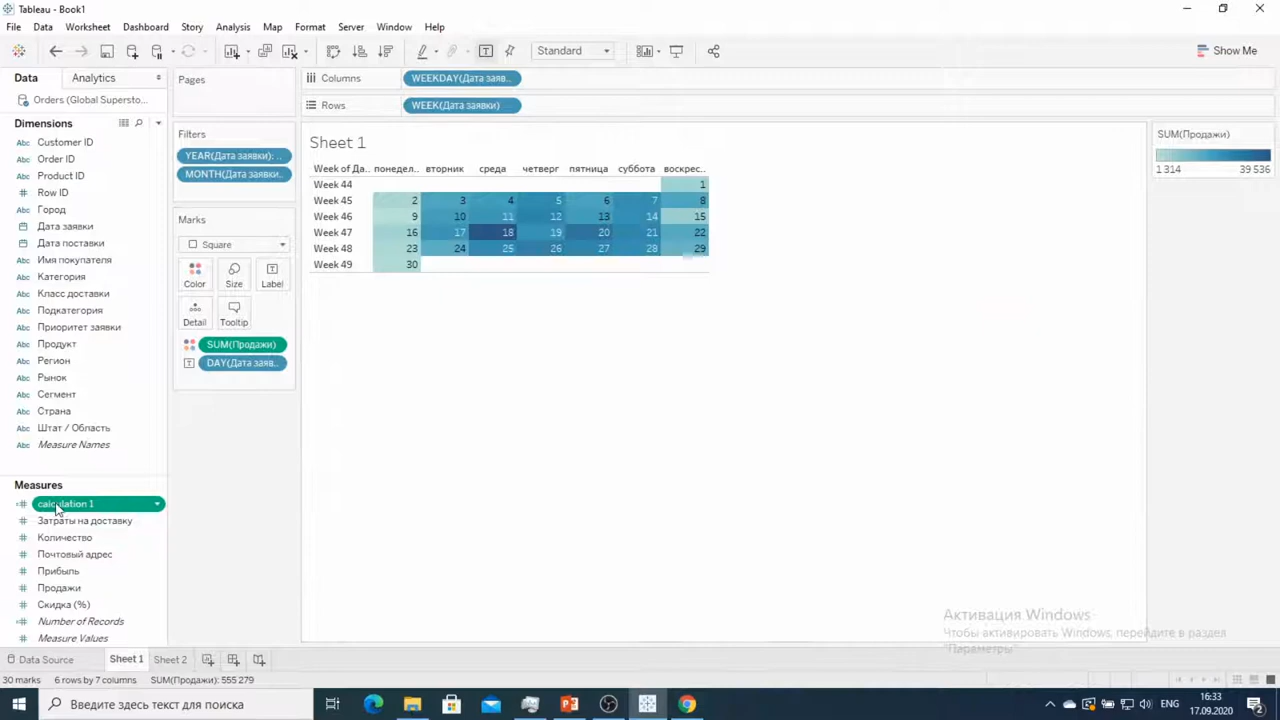 Tableau - Book1
File Data Worksheet Dashboard Story Analysis Map Format Server Window Help
Standard
Show Me
Data Analytics
Orders (Global Supersto...
Dimensions
Customer ID
Order ID
Product ID
Row ID
Город
Дата заявки
Дата поставки
Имя покупателя
Категория
Класс доставки
Подкатегория
Приоритет заявки
Продукт
Регион
Рынок
Сегмент
Страна
Штат / Область
Measure Names
Measures
calculation 1
Затраты на доставку
Количество
Почтовый адрес
Прибыль
Продажи
Скидка (%)
Number of Records
Measure Values
Pages
Filters
YEAR(Дата заявки): ..
MONTH(Дата заявки..
Marks
Square
Color Size Label
Detail Tooltip
SUM(Продажи)
DAY(Дата заяв..
Columns WEEKDAY(Дата заяв..
Rows WEEK(Дата заявки)
Sheet 1
Week of Да.. понедел.. вторник среда четверг пятница суббота воскрес..
Week 44 1
Week 45 2 3 4 5 6 7 8
Week 46 9 10 11 12 13 14 15
Week 47 16 17 18 19 20 21 22
Week 48 23 24 25 26 27 28 29
Week 49 30
SUM(Продажи)
1 314 39 536
Активация Windows
Чтобы активировать Windows, перейдите в раздел
"Параметры"
Data Source Sheet 1 Sheet 2
30 marks 6 rows by 7 columns SUM(Продажи): 555 279
Введите здесь текст для поиска
ENG
16:33
17.09.2020
2